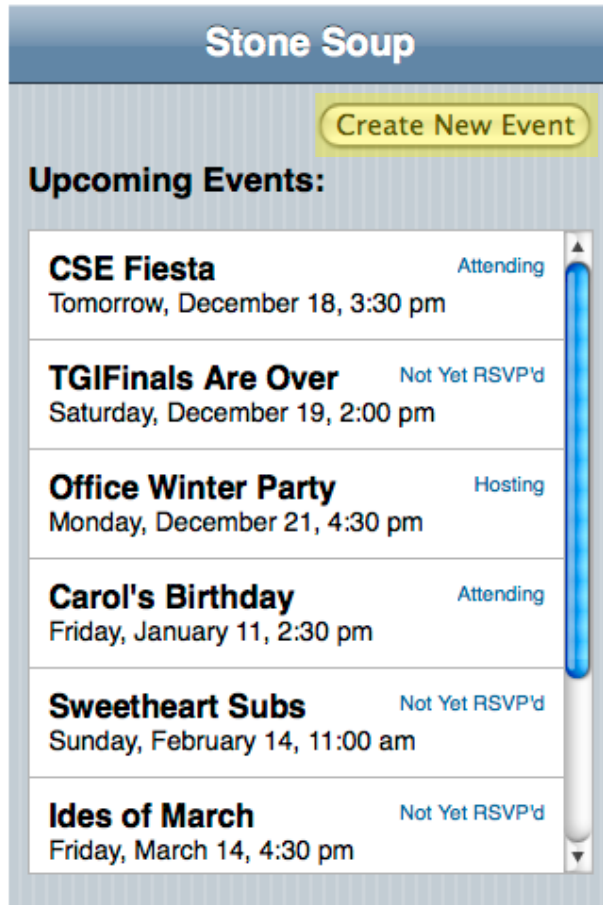 Stone Soup
Create New Event
Upcoming Events:
CSE Fiesta
Attending
Tomorrow, December 18, 3:30 pm
TGIFinals Are Over
Not Yet RSVP'd
Saturday, December 19, 2:00 pm
Office Winter Party
Hosting
Monday, December 21, 4:30 pm
Carol's Birthday
Attending
Friday, January 11, 2:30 pm
Sweetheart Subs
Not Yet RSVP'd
Sunday, February 14, 11:00 am
Ides of March
Not Yet RSVP'd
Friday, March 14, 4:30 pm